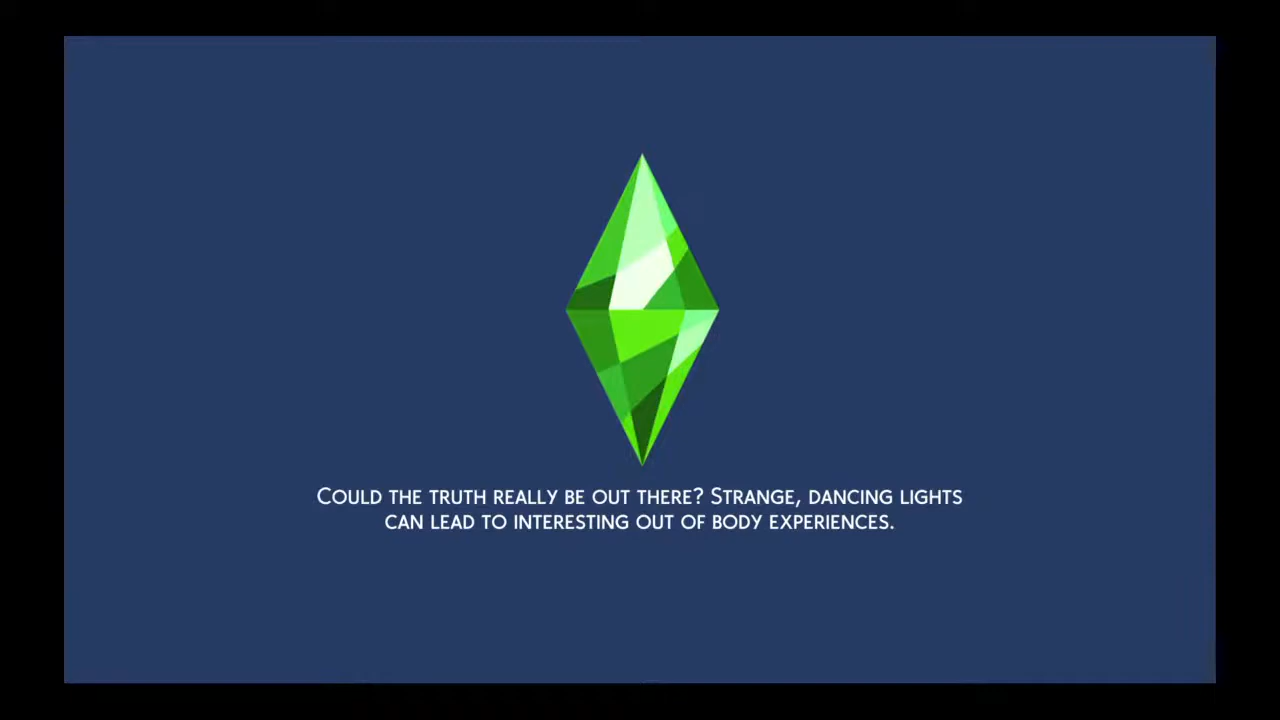 Could the truth really be out there? Strange, dancing lights
can lead to interesting out of body experiences.